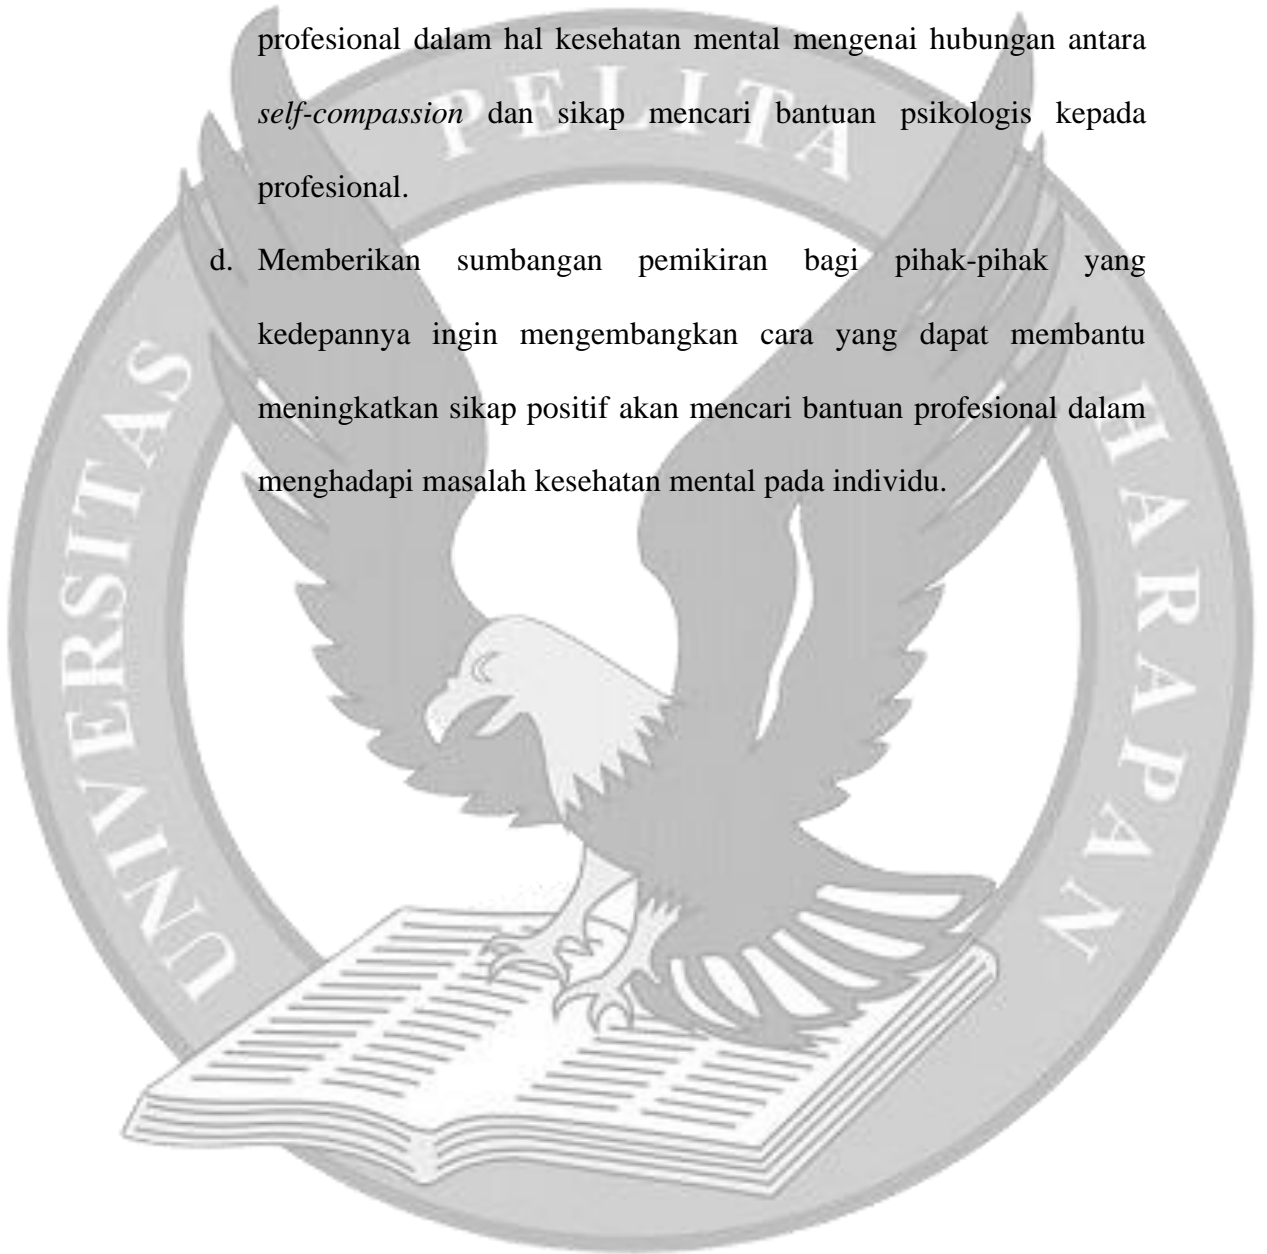 profesional dalam hal kesehatan mental mengenai hubungan antara
self-compassion dan sikap mencari bantuan psikologis kepada
profesional.
d. Memberikan sumbangan pemikiran bagi pihak-pihak yang
kedepannya ingin mengembangkan cara yang dapat membantu
meningkatkan sikap positif akan mencari bantuan profesional dalam
menghadapi masalah kesehatan mental pada individu.
UNIVERSITAS PELITA HARAPAN